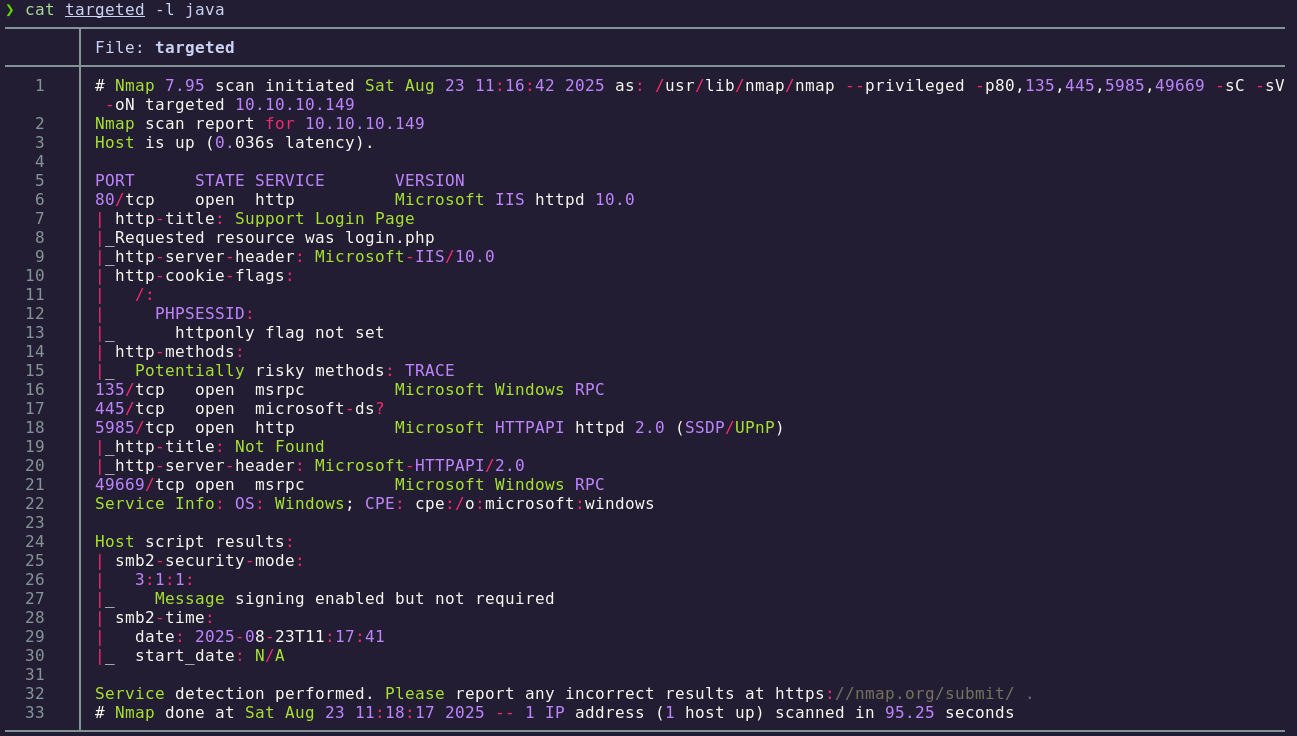 ❯ cat targeted -l java
File: targeted
1 # Nmap 7.95 scan initiated Sat Aug 23 11:16:42 2025 as: /usr/lib/nmap/nmap --privileged -p80,135,445,5985,49669 -sC -sV
-oN targeted 10.10.10.149
2 Nmap scan report for 10.10.10.149
3 Host is up (0.036s latency).
4
5 PORT      STATE SERVICE       VERSION
6 80/tcp    open  http          Microsoft IIS httpd 10.0
7 | http-title: Support Login Page
8 |_Requested resource was login.php
9 |_http-server-header: Microsoft-IIS/10.0
10 | http-cookie-flags:
11 |   /:
12 |     PHPSESSID:
13 |_      httponly flag not set
14 | http-methods:
15 |_  Potentially risky methods: TRACE
16 135/tcp   open  msrpc         Microsoft Windows RPC
17 445/tcp   open  microsoft-ds?
18 5985/tcp  open  http          Microsoft HTTPAPI httpd 2.0 (SSDP/UPnP)
19 |_http-title: Not Found
20 |_http-server-header: Microsoft-HTTPAPI/2.0
21 49669/tcp open  msrpc         Microsoft Windows RPC
22 Service Info: OS: Windows; CPE: cpe:/o:microsoft:windows
23
24 Host script results:
25 | smb2-security-mode:
26 |   3:1:1:
27 |_    Message signing enabled but not required
28 | smb2-time:
29 |   date: 2025-08-23T11:17:41
30 |_  start_date: N/A
31
32 Service detection performed. Please report any incorrect results at https://nmap.org/submit/ .
33 # Nmap done at Sat Aug 23 11:18:17 2025 -- 1 IP address (1 host up) scanned in 95.25 seconds